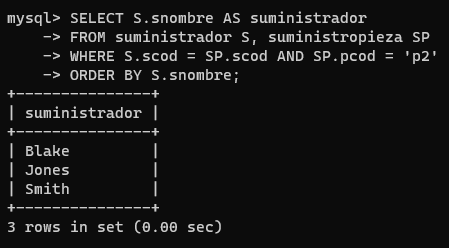 mysql> SELECT S.snombre AS suministrador
    -> FROM suministrador S, suministropieza SP
    -> WHERE S.scod = SP.scod AND SP.pcod = 'p2'
    -> ORDER BY S.snombre;
+---------------+
| suministrador |
+---------------+
| Blake         |
| Jones         |
| Smith         |
+---------------+
3 rows in set (0.00 sec)